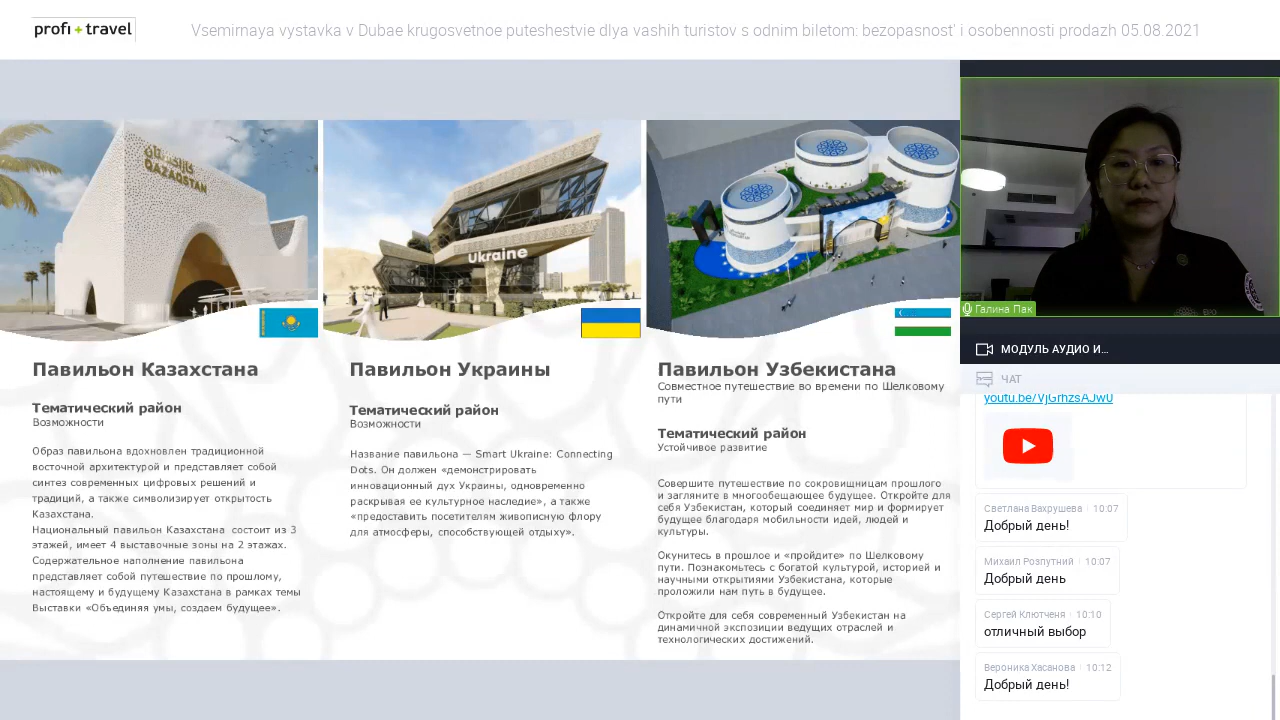 profi + travel
Vsemirnaya vystavka v Dubae krugosvetnoe puteshestvie dlya vashih turistov s odnim biletom: bezopasnost' i osobennosti prodazh 05.08.2021
QAZAQSTAN
Ukraine
Павильон Казахстана
Тематический район
Возможности
Образ павильона вдохновлен традиционной
восточной архитектурой и представляет собой
синтез современных цифровых решений и
традиций, а также символизирует открытость
Казахстана.
Национальный павильон Казахстана состоит из 3
этажей, имеет 4 выставочные зоны на 2 этажах.
Содержательное наполнение павильона
представляет собой путешествие по прошлому,
настоящему и будущему Казахстана в рамках темы
Выставки «Объединяя умы, создаем будущее».
Павильон Украины
Тематический район
Возможности
Название павильона — Smart Ukraine: Connecting
Dots. Он должен «демонстрировать
инновационный дух Украины, одновременно
раскрывая ее культурное наследие», а также
«предоставить посетителям живописную флору
для атмосферы, способствующей отдыху».
Павильон Узбекистана
Совместное путешествие во времени по Шелковому
пути
Тематический район
Устойчивое развитие
Совершите путешествие по сокровищницам прошлого
и загляните в многообещающее будущее. Откройте для
себя Узбекистан, который соединяет мир и формирует
будущее благодаря мобильности идей, людей и
культуры.
Окунитесь в прошлое и «пройдите» по Шелковому
пути. Познакомьтесь с богатой культурой, историей и
научными открытиями Узбекистана, которые
проложили нам путь в будущее.
Откройте для себя современный Узбекистан на
динамичной экспозиции ведущих отраслей и
технологических достижений.
Галина Пак
МОДУЛЬ АУДИО И...
ЧАТ
youtu.be/VjGrhzsAJw0
Светлана Вахрушева 10:07
Добрый день!
Михаил Розпутний 10:07
Добрый день
Сергей Ключеня 10:10
отличный выбор
Вероника Хасанова 10:12
Добрый день!